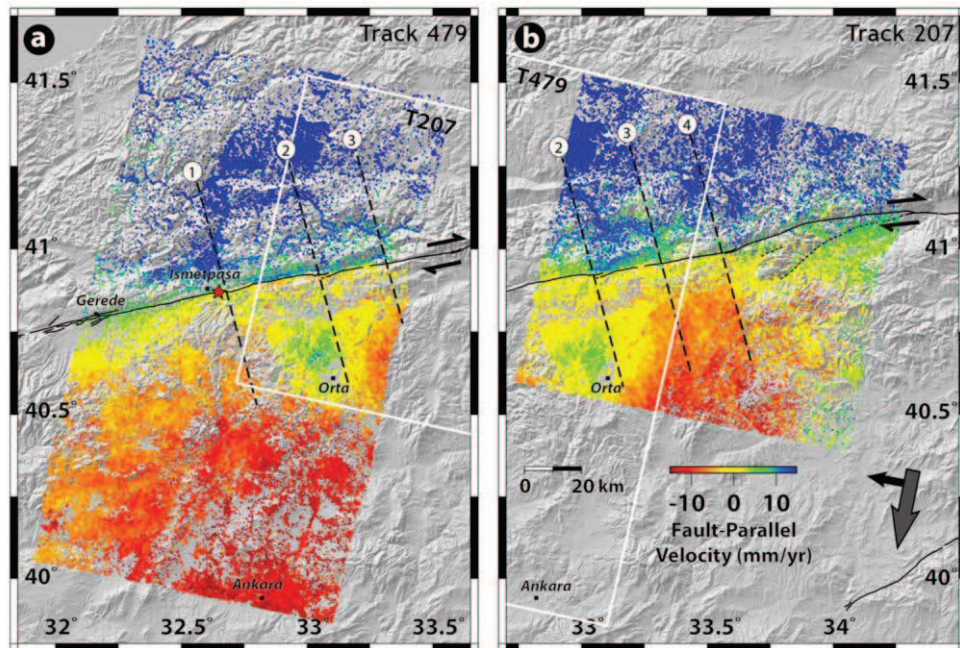 a
Track 479
b
Track 207
41.5°
41°
40.5°
40°
T207
T479
1
2
3
2
3
4
Ismetpaşa
Gerede
Orta
Ankara
Orta
Ankara
0 20 km
-10 0 10
Fault-Parallel
Velocity (mm/yr)
41.5°
41°
40.5°
40°
32° 32.5° 33° 33.5°
33° 33.5° 34°